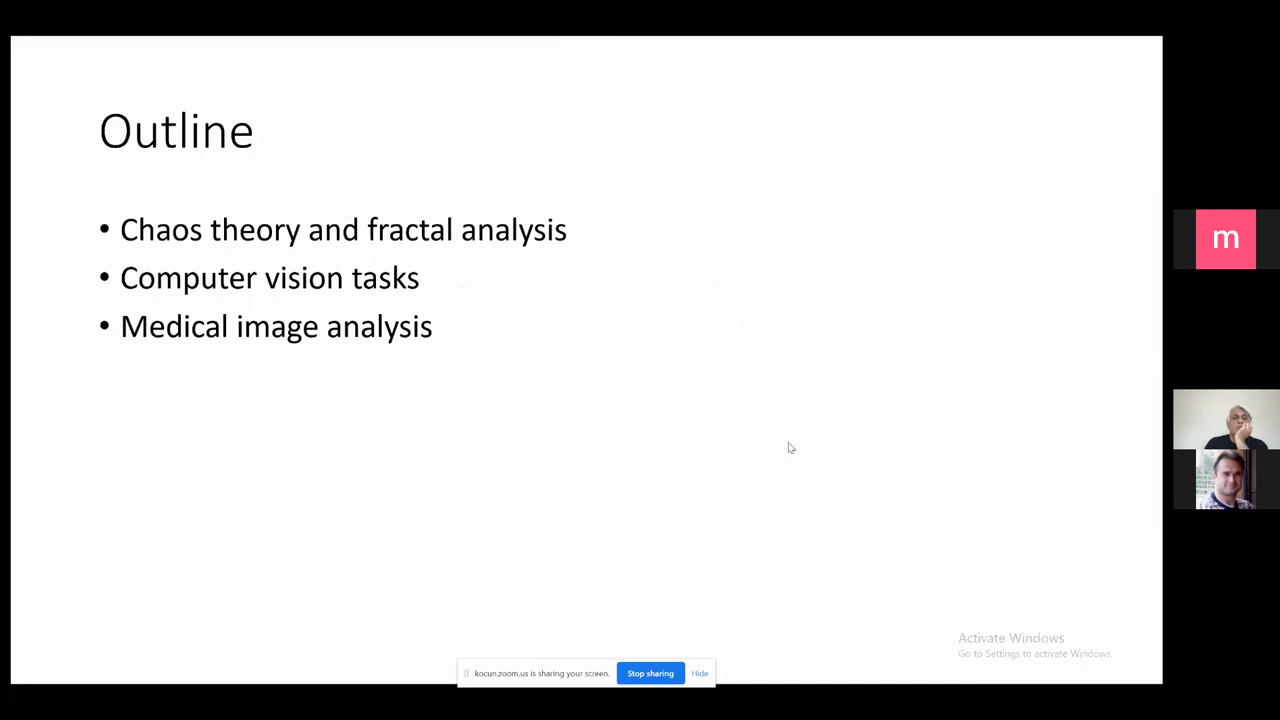 Outline
• Chaos theory and fractal analysis
• Computer vision tasks
• Medical image analysis
m
Activate Windows
Go to Settings to activate Windows.
kocun.zoom.us is sharing your screen. Stop sharing Hide